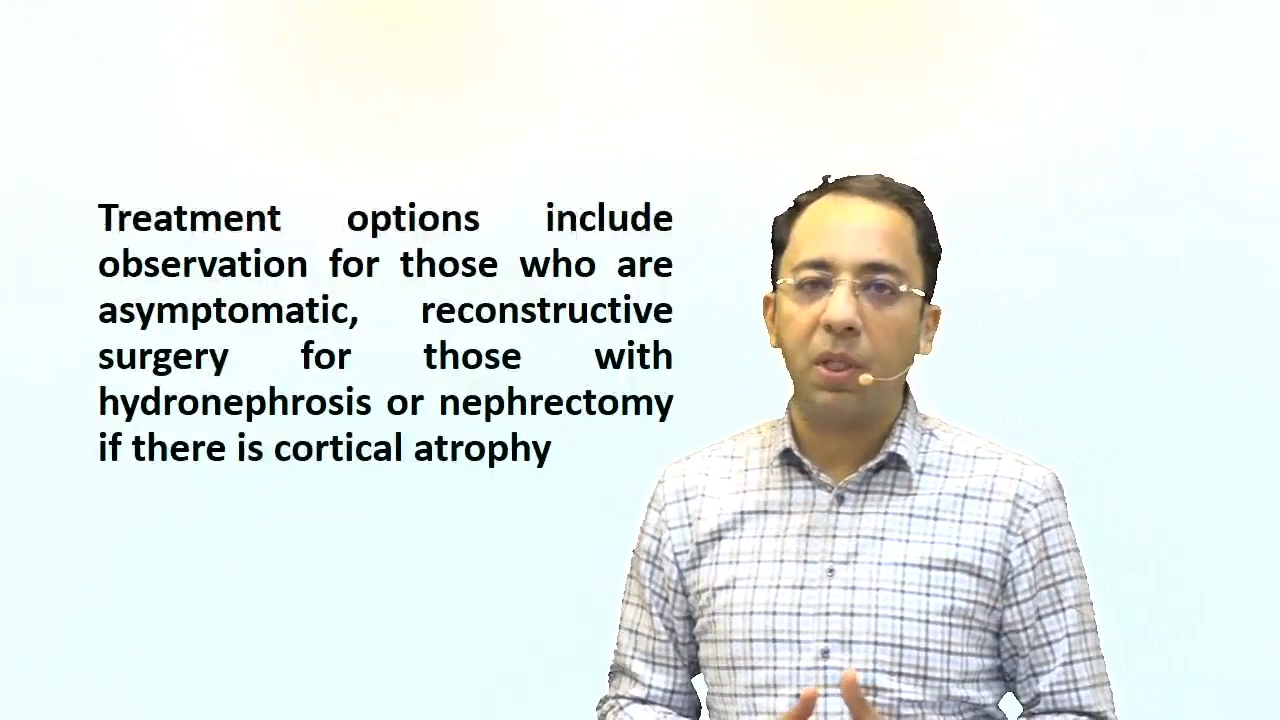 Treatment options include
observation for those who are
asymptomatic, reconstructive
surgery for those with
hydronephrosis or nephrectomy
if there is cortical atrophy